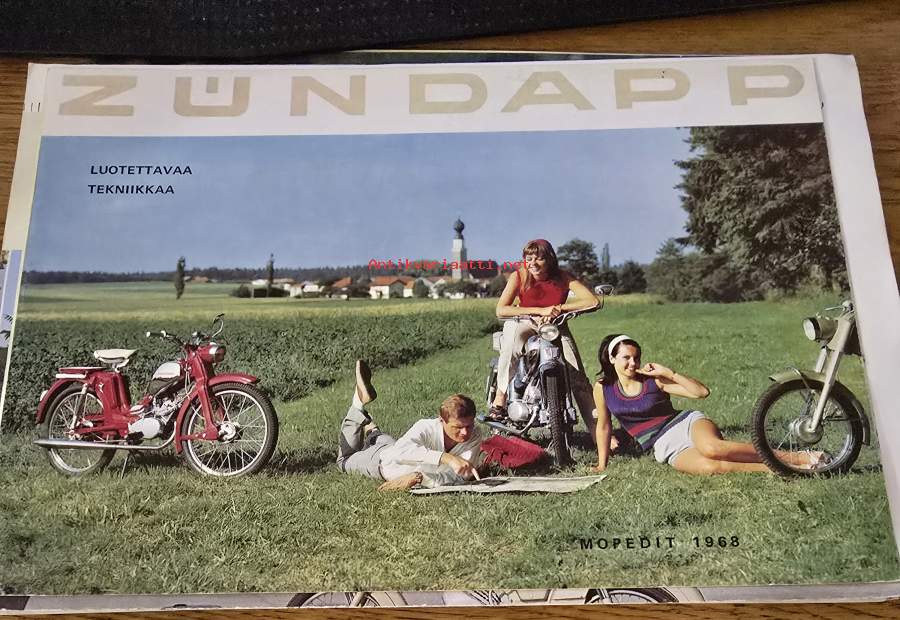 ZÜNDAPP
LUOTETTAVAA
TEKNIIKKAA
Antikvariaatti.net
MOPEDIT 1968